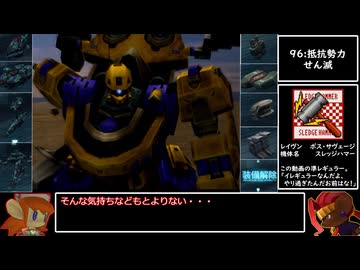 96:抵抗勢力
せん滅
SLEDGE HAMMER
SLEDGE HAMMER
レイヴン　ボス・サヴェージ
機体名　スレッジハマー
この動画の準レギュラー。
「イレギュラーなんだよ、
やり過ぎたんだお前はな！」
装備解除
そんな気持ちなどもとよりない・・・